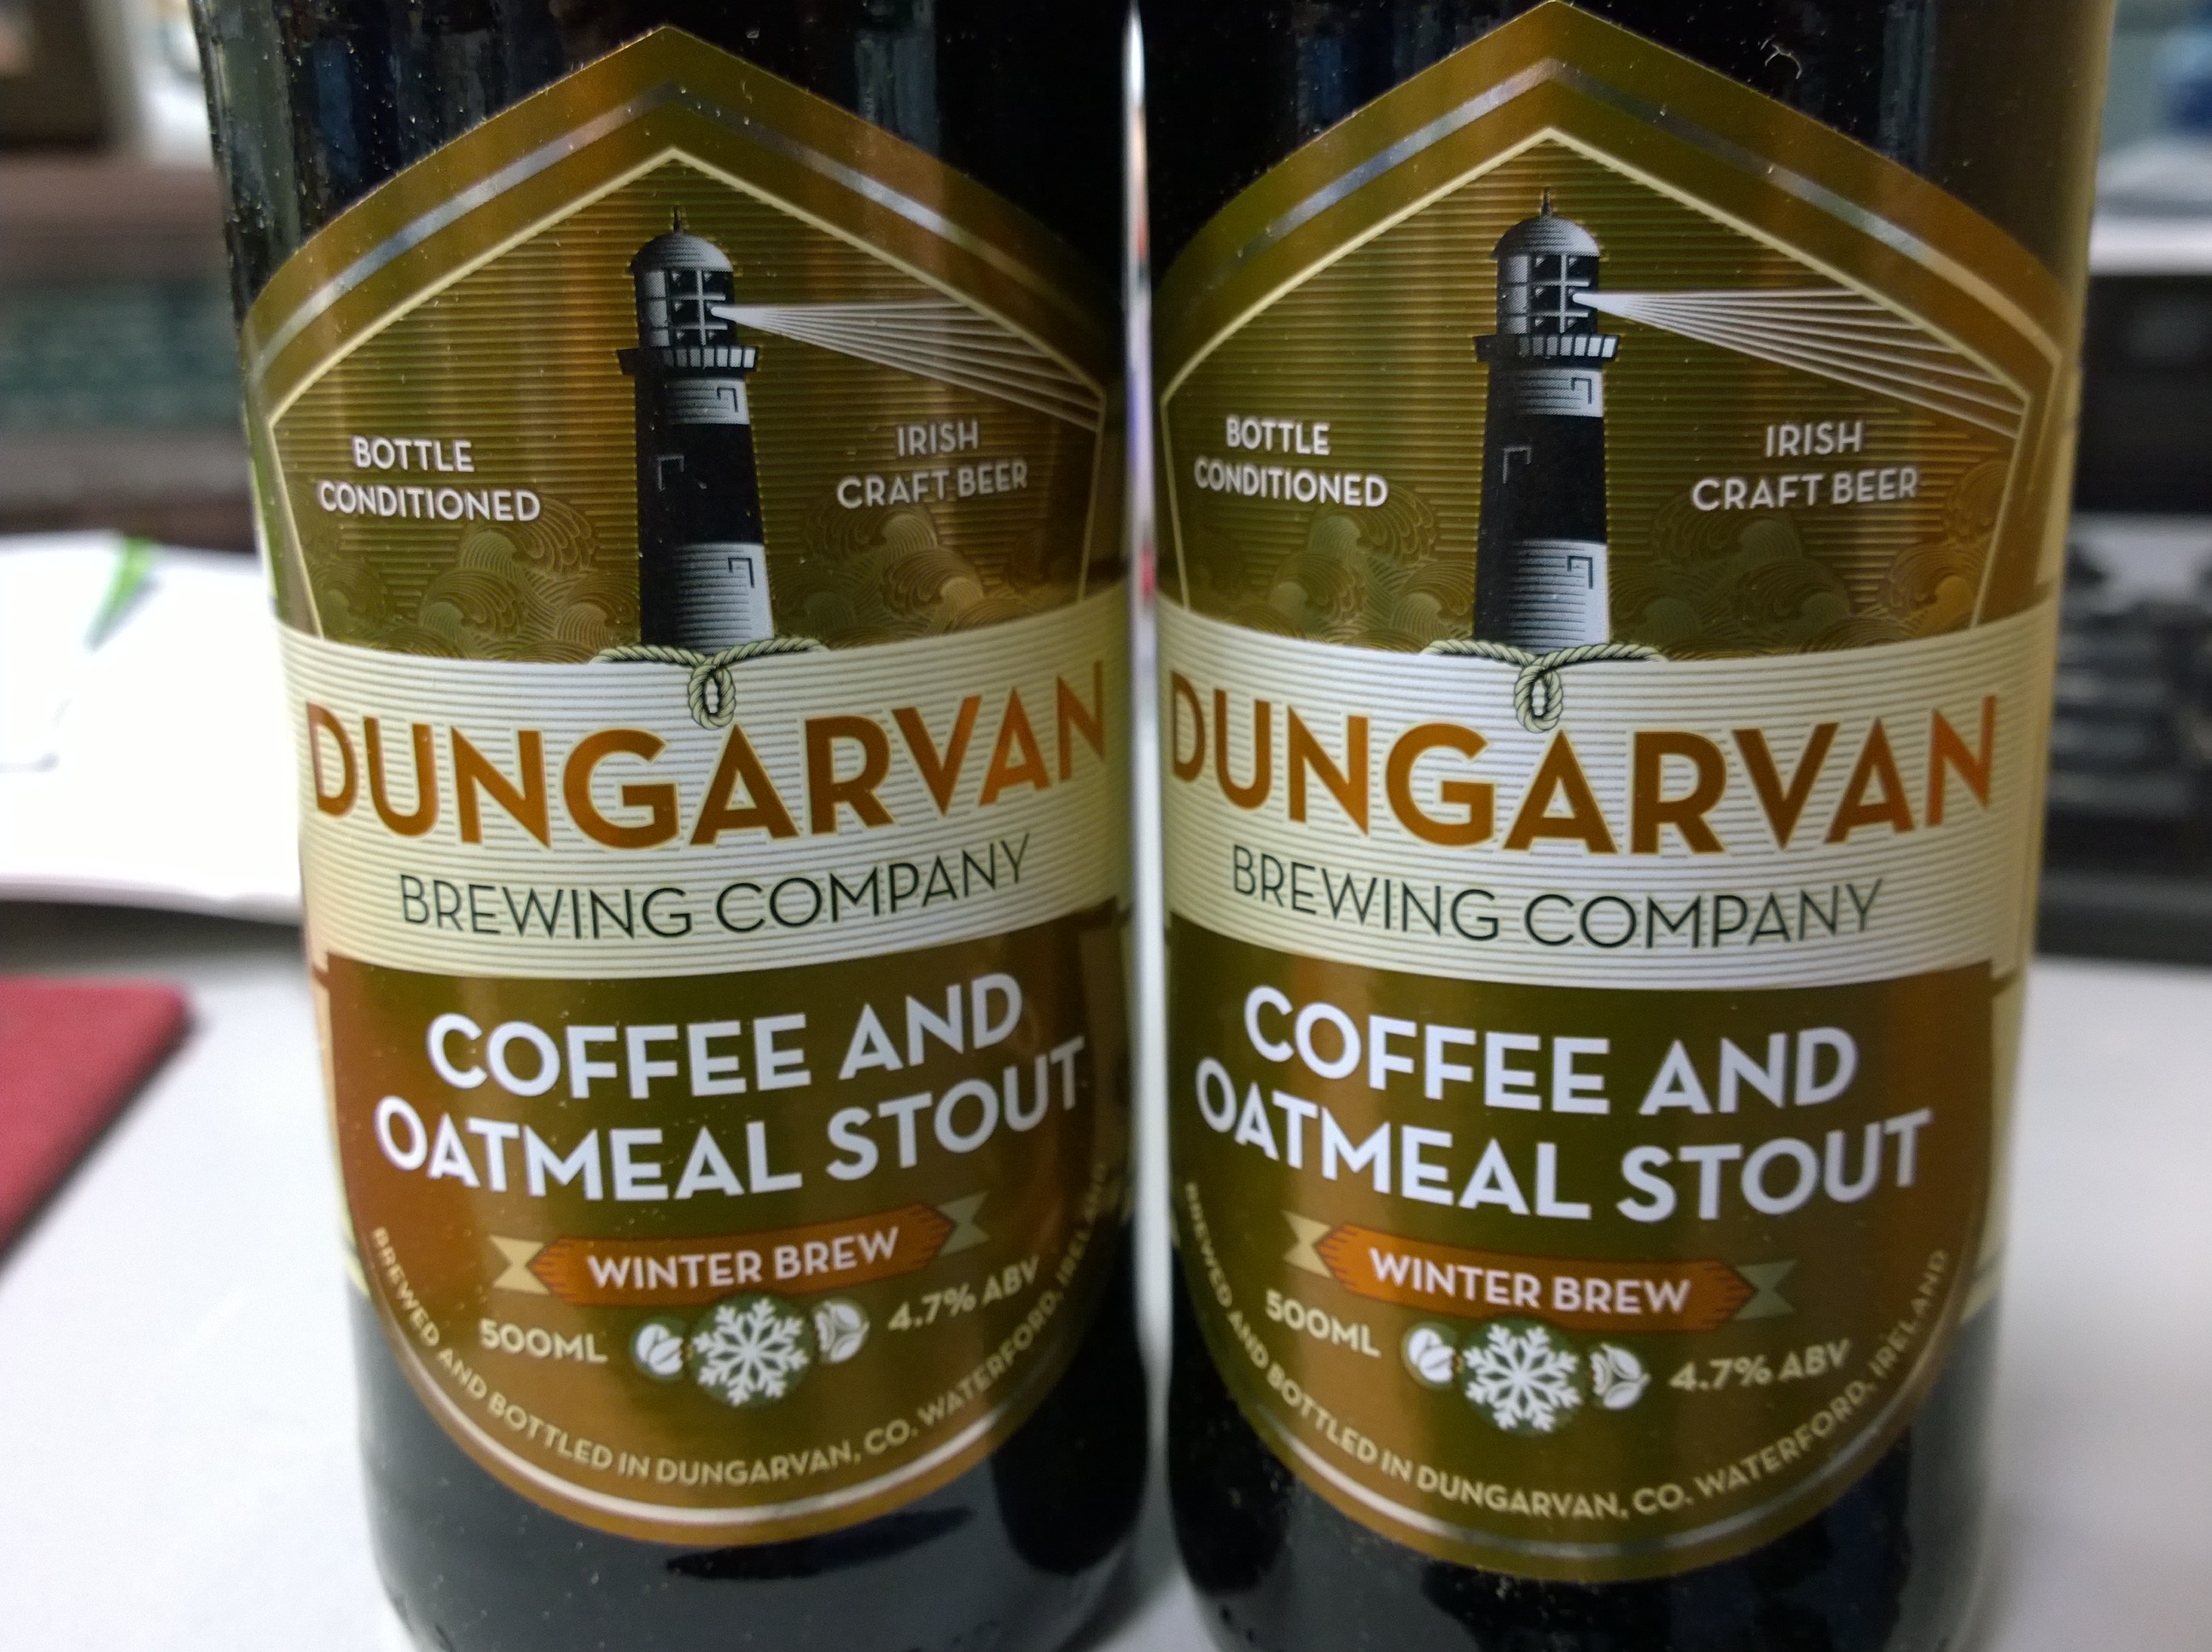 BOTTLE
CONDITIONED
IRISH
CRAFT BEER
DUNGARVAN
BREWING COMPANY
COFFEE AND
OATMEAL STOUT
WINTER BREW
500ML
4.7% ABV
BREWED AND BOTTLED IN DUNGARVAN, CO. WATERFORD, IRELAND
BOTTLE
CONDITIONED
IRISH
CRAFT BEER
DUNGARVAN
BREWING COMPANY
COFFEE AND
OATMEAL STOUT
WINTER BREW
500ML
4.7% ABV
BREWED AND BOTTLED IN DUNGARVAN, CO. WATERFORD, IRELAND